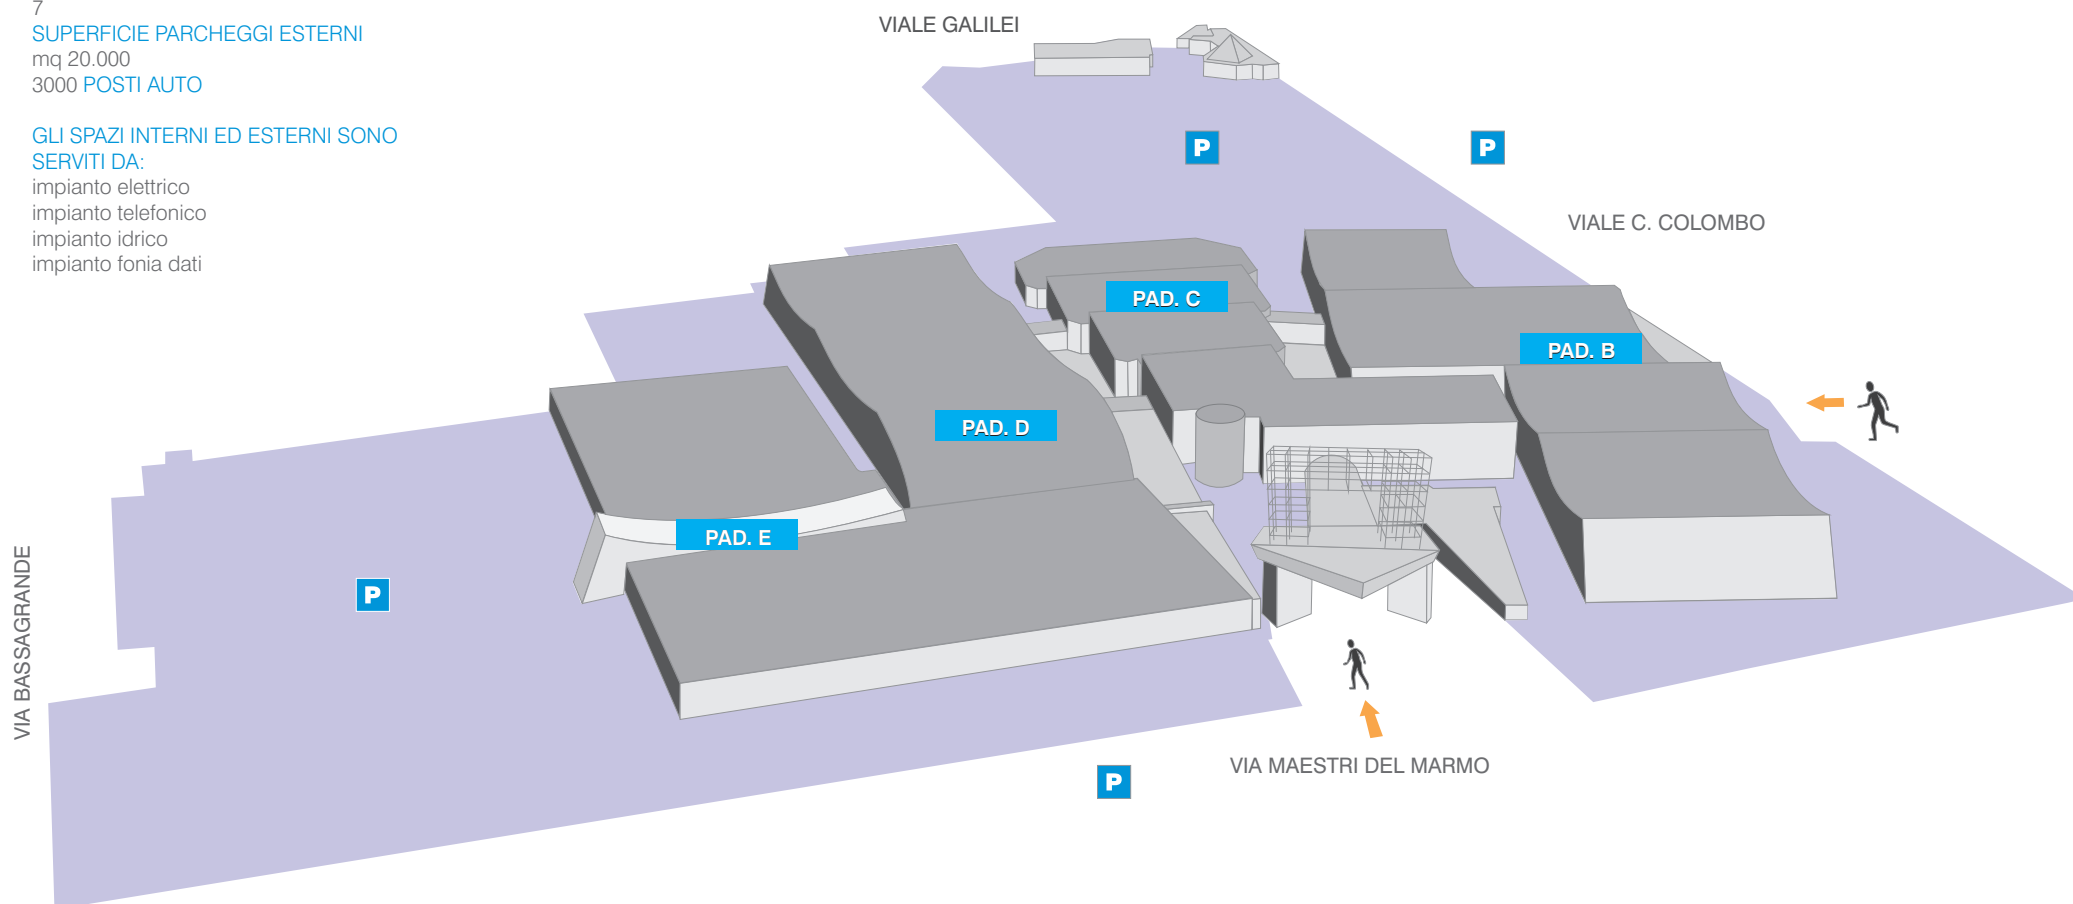 7
SUPERFICIE PARCHEGGI ESTERNI
mq 20.000
3000 POSTI AUTO
GLI SPAZI INTERNI ED ESTERNI SONO
SERVITI DA:
impianto elettrico
impianto telefonico
impianto idrico
impianto fonia dati
VIALE GALILEI
P
P
VIALE C. COLOMBO
PAD. C
PAD. B
PAD. D
PAD. E
P
VIA BASSAGRANDE
VIA MAESTRI DEL MARMO
P